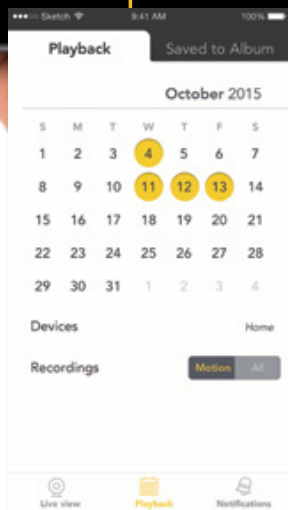 Sketch 9:41 AM 100%
Playback Saved to Album
October 2015
S M T W T F S
1 2 3 4 5 6 7
8 9 10 11 12 13 14
15 16 17 18 19 20 21
22 23 24 25 26 27 28
29 30 31 1 2 3 4
Devices Home
Recordings Motion All
Live view Playback Notifications